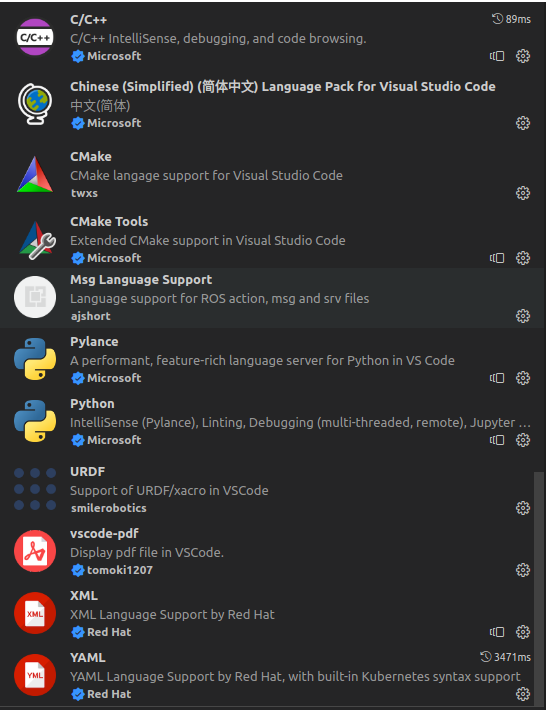 C/C++
89ms
C/C++
C/C++ IntelliSense, debugging, and code browsing.
Microsoft
Chinese (Simplified) (简体中文) Language Pack for Visual Studio Code
中文(简体)
Microsoft
CMake
CMake langage support for Visual Studio Code
twxs
CMake Tools
Extended CMake support in Visual Studio Code
Microsoft
Msg Language Support
Language support for ROS action, msg and srv files
ajshort
Pylance
A performant, feature-rich language server for Python in VS Code
Microsoft
Python
IntelliSense (Pylance), Linting, Debugging (multi-threaded, remote), Jupyter ...
Microsoft
URDF
Support of URDF/xacro in VSCode
smilerobotics
vscode-pdf
Display pdf file in VSCode.
tomoki1207
XML
XML
XML Language Support by Red Hat
Red Hat
YAML
3471ms
YML
YAML Language Support by Red Hat, with built-in Kubernetes syntax support
Red Hat